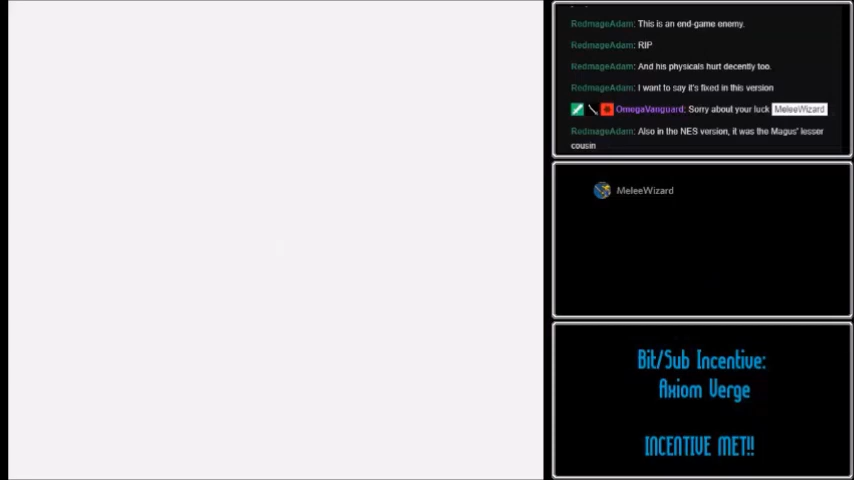 RedmageAdam: This is an end-game enemy.
RedmageAdam: RIP
RedmageAdam: And his physicals hurt decently too.
RedmageAdam: I want to say it's fixed in this version
OmegaVanguard: Sorry about your luck MeleeWizard
RedmageAdam: Also in the NES version, it was the Magus' lesser
cousin
MeleeWizard
Bit/Sub Incentive:
Axiom Verge
INCENTIVE MET!!